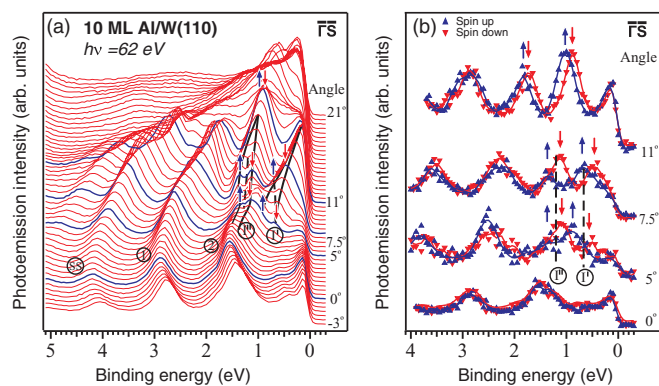 (a) 10 ML Al/W(110) Γ̅S̅
hν =62 eV
Angle
21°
11°
7.5°
5°
0°
-3°
SS 1 2 I" I'
5 4 3 2 1 0
Binding energy (eV)
Photoemission intensity (arb. units)
(b) Spin up Γ̅S̅
Spin down
Angle
11°
7.5°
5°
0°
I" I'
4 3 2 1 0
Binding energy (eV)
Photoemission intensity (arb. units)